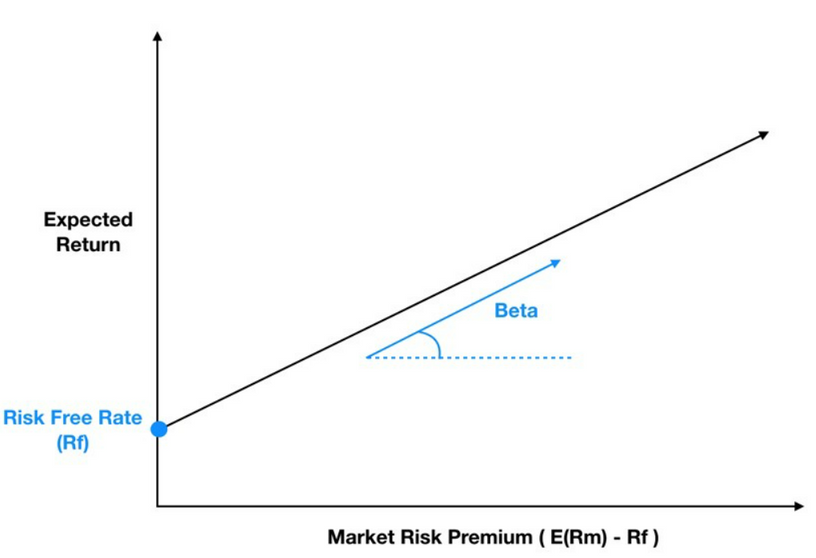 Expected
Return
Beta
Risk Free Rate
(Rf)
Market Risk Premium ( E(Rm) - Rf )